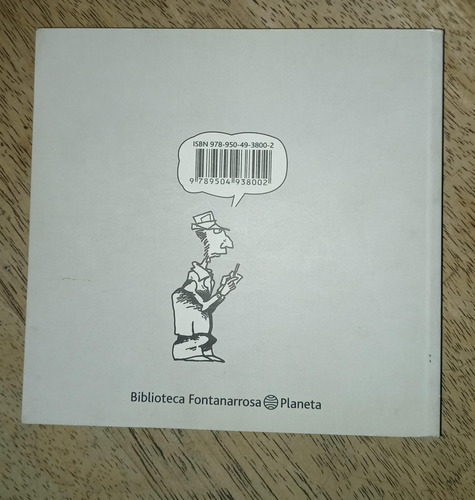 ISBN 978-950-49-3800-2
9 789504 938002
Biblioteca Fontanarrosa Planeta